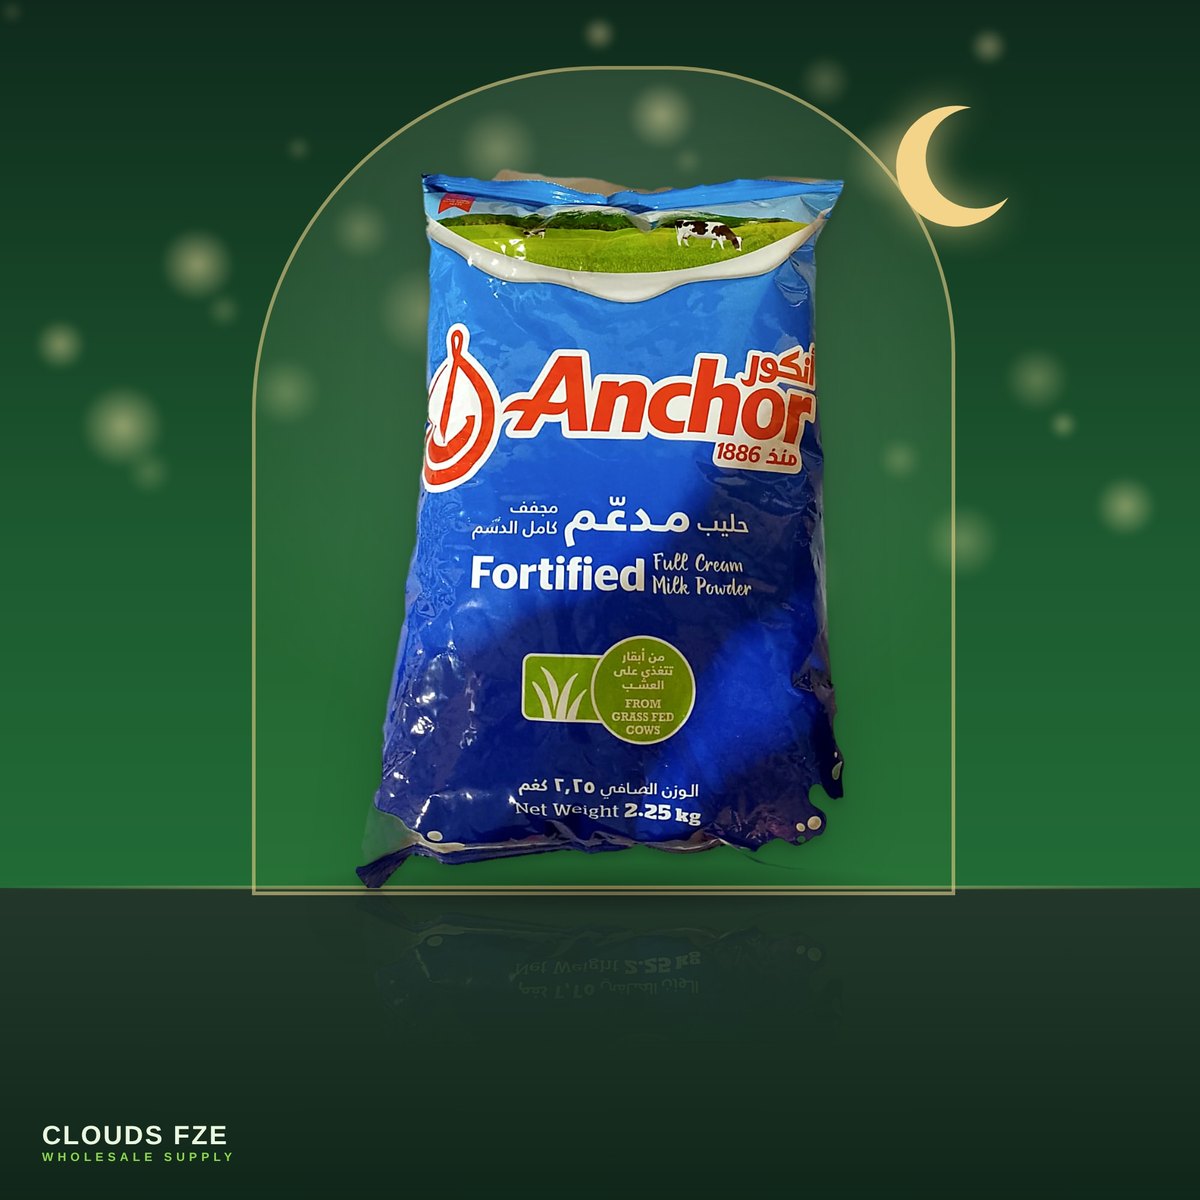 أنكور
Anchor
منذ 1886
حليب مدعّم مجفف
كامل الدسم
Fortified Full Cream
Milk Powder
من أبقار
تتغذى على
العشب
FROM
GRASS FED
COWS
الوزن الصافي ٢,٢٥ كغم
Net Weight 2.25 kg
CLOUDS FZE
WHOLESALE SUPPLY